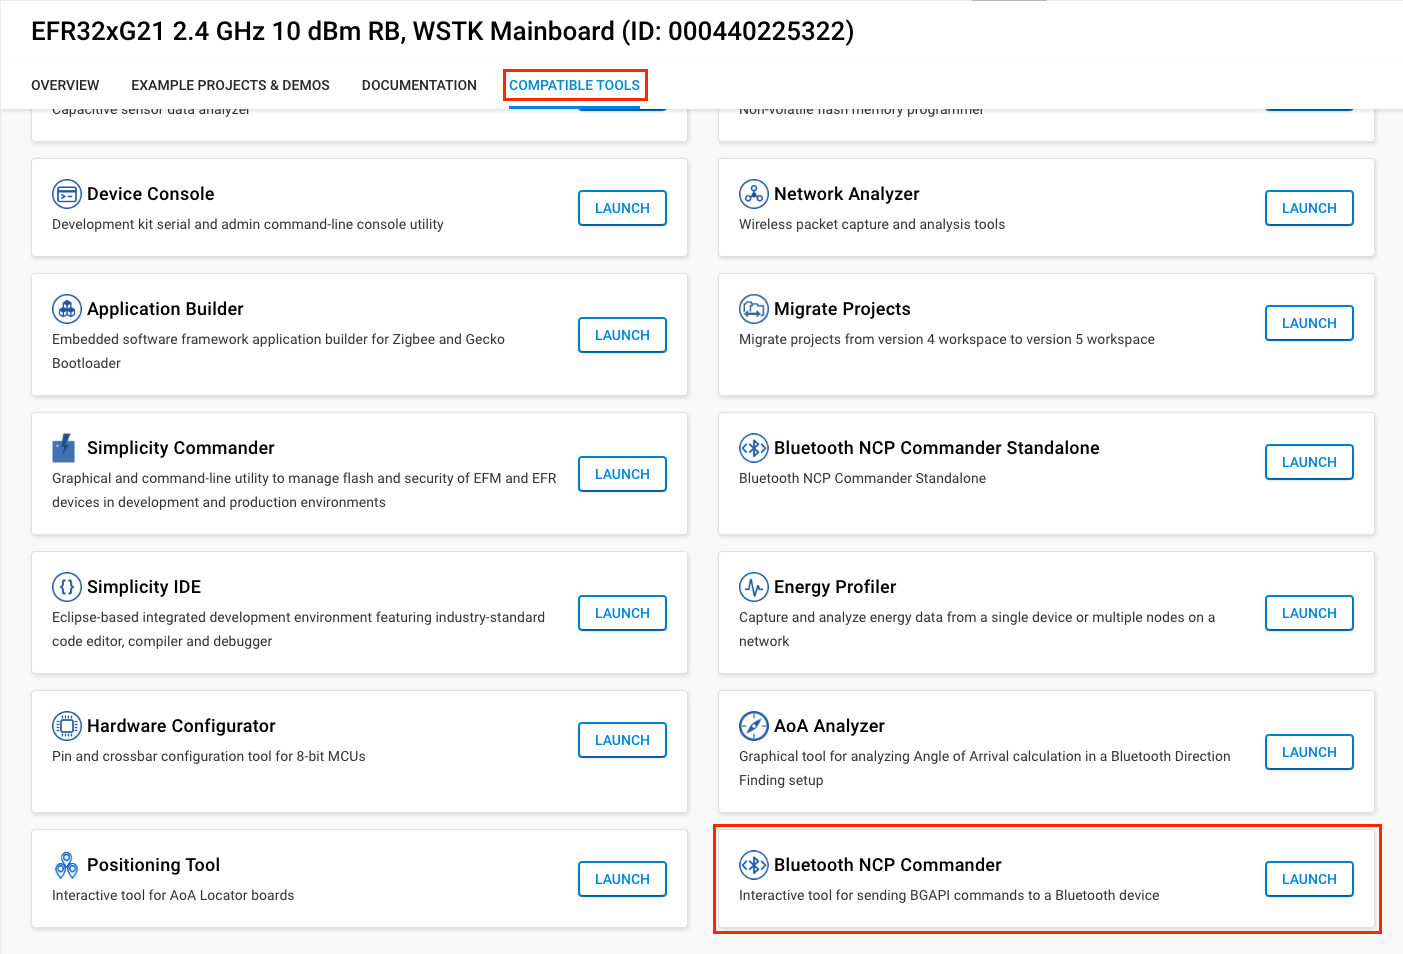 EFR32xG21 2.4 GHz 10 dBm RB, WSTK Mainboard (ID: 000440225322)
OVERVIEW EXAMPLE PROJECTS & DEMOS DOCUMENTATION COMPATIBLE TOOLS
Capacitive sensor data analyzer
Non-volatile flash memory programmer
Device Console
Development kit serial and admin command-line console utility
LAUNCH
Network Analyzer
Wireless packet capture and analysis tools
LAUNCH
Application Builder
Embedded software framework application builder for Zigbee and Gecko
Bootloader
LAUNCH
Migrate Projects
Migrate projects from version 4 workspace to version 5 workspace
LAUNCH
Simplicity Commander
Graphical and command-line utility to manage flash and security of EFM and EFR
devices in development and production environments
LAUNCH
Bluetooth NCP Commander Standalone
Bluetooth NCP Commander Standalone
LAUNCH
Simplicity IDE
Eclipse-based integrated development environment featuring industry-standard
code editor, compiler and debugger
LAUNCH
Energy Profiler
Capture and analyze energy data from a single device or multiple nodes on a
network
LAUNCH
Hardware Configurator
Pin and crossbar configuration tool for 8-bit MCUs
LAUNCH
AoA Analyzer
Graphical tool for analyzing Angle of Arrival calculation in a Bluetooth Direction
Finding setup
LAUNCH
Positioning Tool
Interactive tool for AoA Locator boards
LAUNCH
Bluetooth NCP Commander
Interactive tool for sending BGAPI commands to a Bluetooth device
LAUNCH